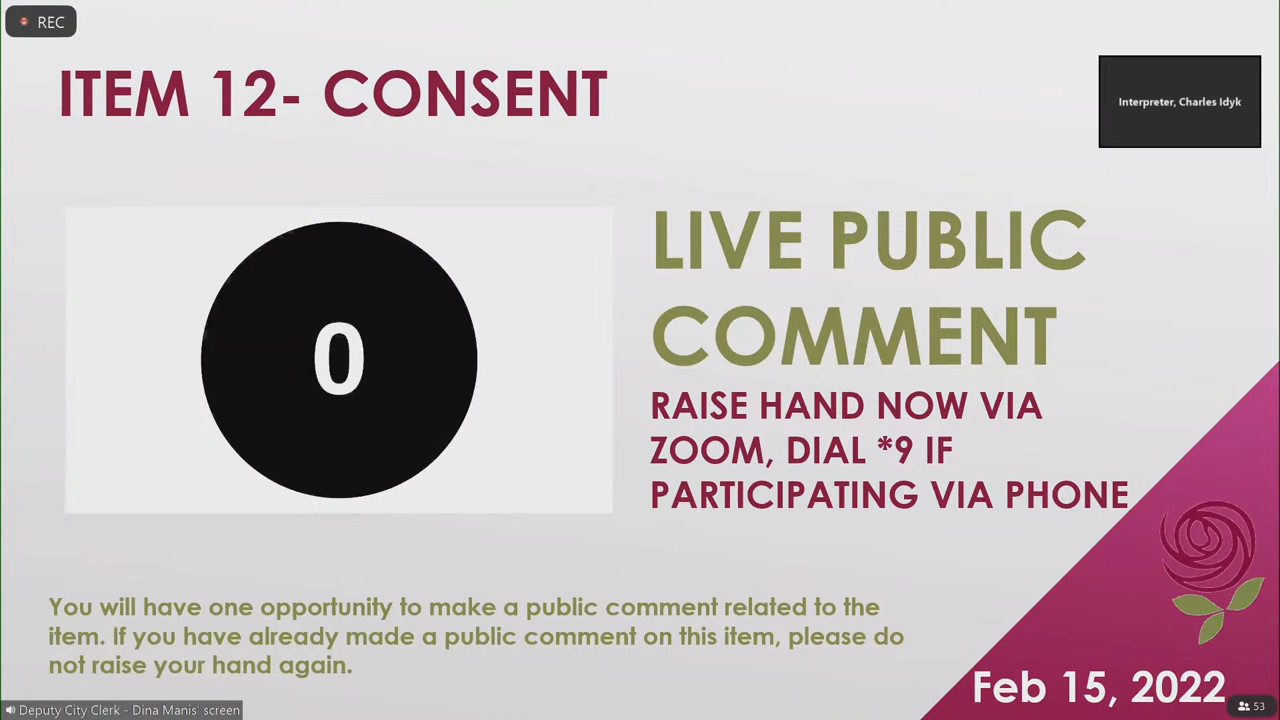 REC
ITEM 12- CONSENT
Interpreter, Charles Idyk
0
LIVE PUBLIC
COMMENT
RAISE HAND NOW VIA
ZOOM, DIAL *9 IF
PARTICIPATING VIA PHONE
You will have one opportunity to make a public comment related to the
item. If you have already made a public comment on this item, please do
not raise your hand again.
Feb 15, 2022
Deputy City Clerk - Dina Manis' screen
53